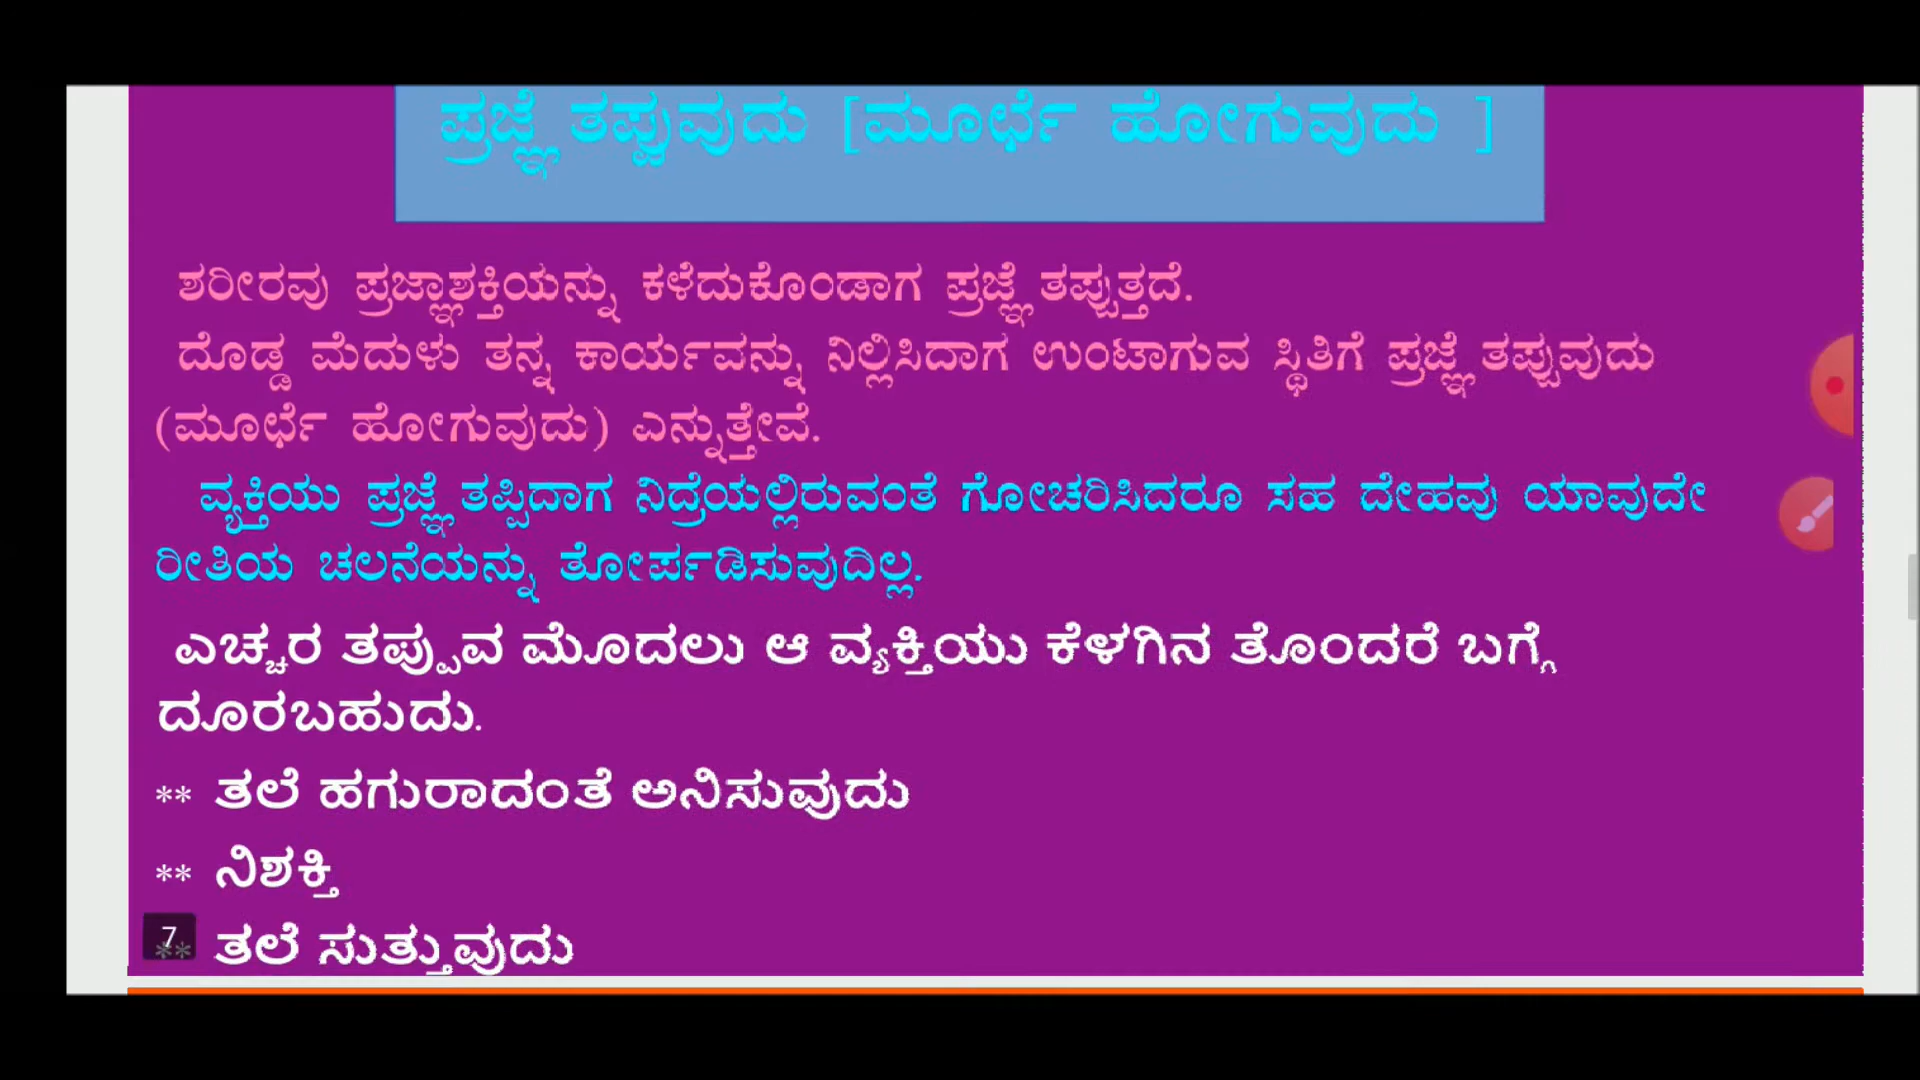 ಪ್ರಜ್ಞೆ ತಪ್ಪುವುದು [ಮೂರ್ಛೆ ಹೋಗುವುದು ]
ಶರೀರವು ಪ್ರಜ್ಞಾಶಕ್ತಿಯನ್ನು ಕಳೆದುಕೊಂಡಾಗ ಪ್ರಜ್ಞೆ ತಪ್ಪುತ್ತದೆ.
ದೊಡ್ಡ ಮೆದುಳು ತನ್ನ ಕಾರ್ಯವನ್ನು ನಿಲ್ಲಿಸಿದಾಗ ಉಂಟಾಗುವ ಸ್ಥಿತಿಗೆ ಪ್ರಜ್ಞೆ ತಪ್ಪುವುದು
(ಮೂರ್ಛೆ ಹೋಗುವುದು) ಎನ್ನುತ್ತೇವೆ.
ವ್ಯಕ್ತಿಯು ಪ್ರಜ್ಞೆ ತಪ್ಪಿದಾಗ ನಿದ್ರೆಯಲ್ಲಿರುವಂತೆ ಗೋಚರಿಸಿದರೂ ಸಹ ದೇಹವು ಯಾವುದೇ
ರೀತಿಯ ಚಲನೆಯನ್ನು ತೋರ್ಪಡಿಸುವುದಿಲ್ಲ.
ಎಚ್ಚರ ತಪ್ಪುವ ಮೊದಲು ಆ ವ್ಯಕ್ತಿಯು ಕೆಳಗಿನ ತೊಂದರೆ ಬಗ್ಗೆ
ದೂರಬಹುದು.
** ತಲೆ ಹಗುರಾದಂತೆ ಅನಿಸುವುದು
** ನಿಶಕ್ತಿ
** ತಲೆ ಸುತ್ತುವುದು
7